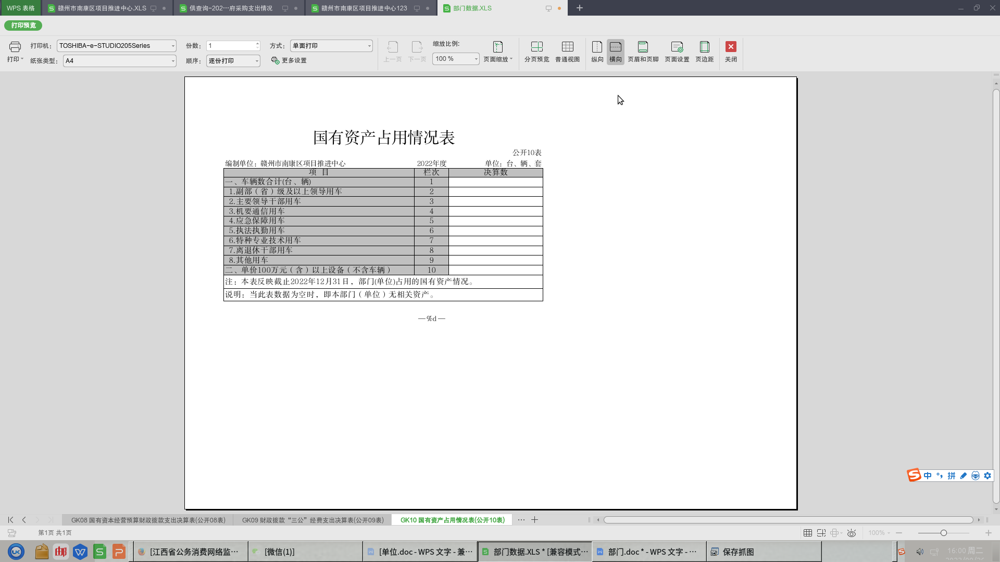 WPS 表格
赣州市南康区项目推进中心.XLS
供查询-202…府采购支出情况
赣州市南康区项目推进中心123
部门数据.XLS
打印预览
打印机: TOSHIBA-e-STUDIO205Series
份数: 1
方式: 单面打印
缩放比例:
打印
纸张类型: A4
顺序: 逐份打印
更多设置
上一页
下一页
100 %
页面缩放
分页预览
普通视图
纵向
横向
页眉和页脚
页面设置
页边距
关闭
国有资产占用情况表
公开10表
编制单位：赣州市南康区项目推进中心 2022年度 单位：台、辆、套
项 目 栏次 决算数
一、车辆数合计(台、辆) 1
1.副部（省）级及以上领导用车 2
2.主要领导干部用车 3
3.机要通信用车 4
4.应急保障用车 5
5.执法执勤用车 6
6.特种专业技术用车 7
7.离退休干部用车 8
8.其他用车 9
二、单价100万元（含）以上设备（不含车辆） 10
注：本表反映截止2022年12月31日，部门(单位)占用的国有资产情况。
说明：当此表数据为空时，即本部门（单位）无相关资产。
—%d—
中 拼
GK08 国有资本经营预算财政拨款支出决算表(公开08表)
GK09 财政拨款“三公”经费支出决算表(公开09表)
GK10 国有资产占用情况表(公开10表)
第1页 共1页
100%
[江西省公务消费网络监…
[微信(1)]
[单位.doc - WPS 文字 - 兼…
部门数据.XLS * [兼容模式…
部门.doc * - WPS 文字 - …
保存抓图
16:00 周二